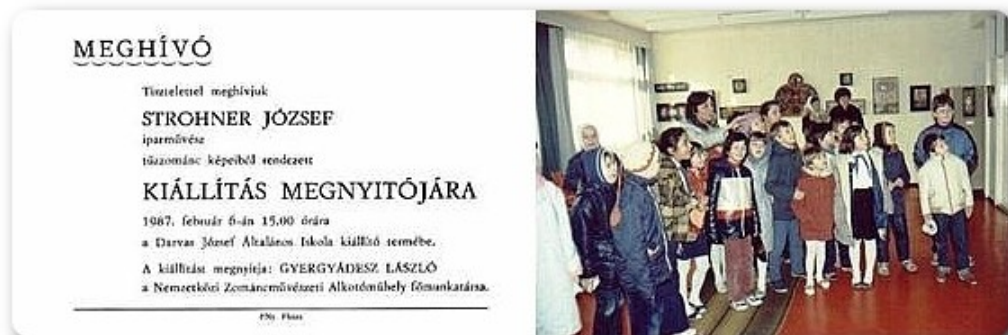 MEGHÍVÓ
Tisztelettel meghívjuk
STROHNER JÓZSEF
iparművész
tűzzománc képeiből rendezett
KIÁLLÍTÁS MEGNYITÓJÁRA
1987. február 6-án 15.00 órára
a Darvas József Általános Iskola kiállító termébe.
A kiállítást megnyitja: GYERGYÁDESZ LÁSZLÓ
a Nemzetközi Zománcművészeti Alkotóműhely főmunkatársa.